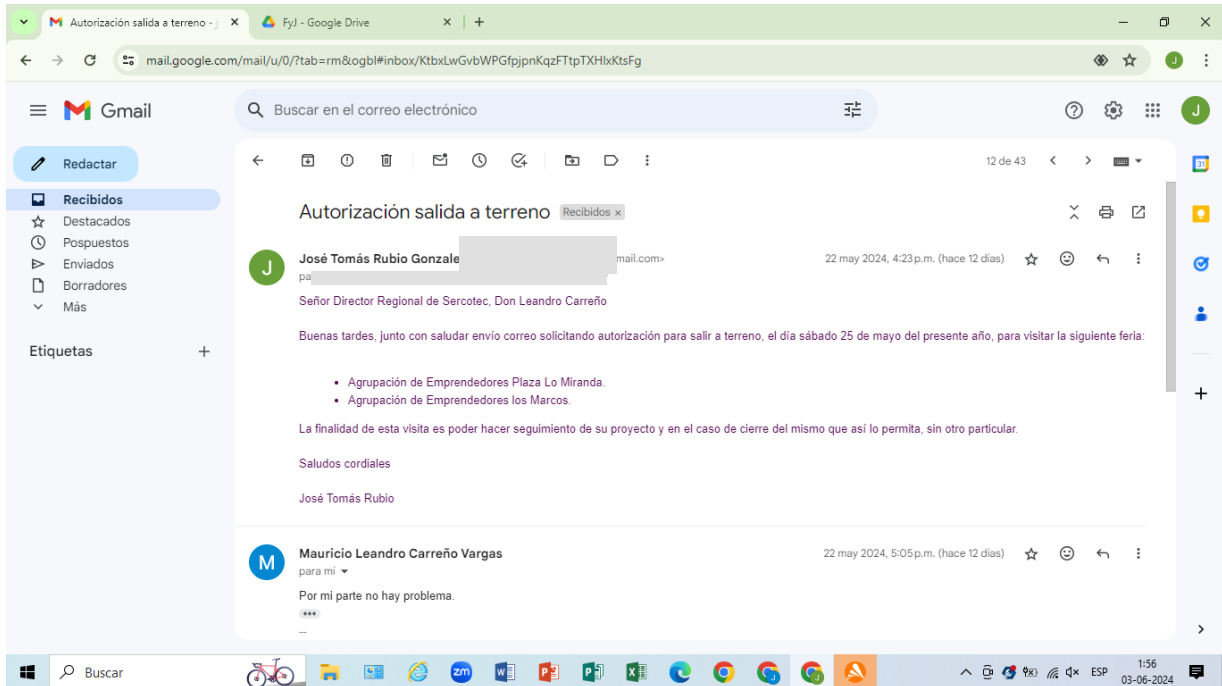 Autorización salida a terreno - j
FyJ - Google Drive
mail.google.com/mail/u/0/?tab=rm&ogbl#inbox/KtbxLwGvbWPGfpjpnKqzFTtpTXHlxKtsFg
J
Gmail
Buscar en el correo electrónico
J
Redactar
12 de 43
31
Recibidos
Destacados
Pospuestos
Enviados
Borradores
Más
Etiquetas
Autorización salida a terreno Recibidos x
J
José Tomás Rubio Gonzale mail.com>
22 may 2024, 4:23 p.m. (hace 12 días)
pa
Señor Director Regional de Sercotec, Don Leandro Carreño
Buenas tardes, junto con saludar envío correo solicitando autorización para salir a terreno, el día sábado 25 de mayo del presente año, para visitar la siguiente feria:
• Agrupación de Emprendedores Plaza Lo Miranda.
• Agrupación de Emprendedores los Marcos.
La finalidad de esta visita es poder hacer seguimiento de su proyecto y en el caso de cierre del mismo que así lo permita, sin otro particular.
Saludos cordiales
José Tomás Rubio
M
Mauricio Leandro Carreño Vargas
22 may 2024, 5:05 p.m. (hace 12 días)
para mí
Por mi parte no hay problema.
•••
--
Buscar
zm
ESP
1:56
03-06-2024